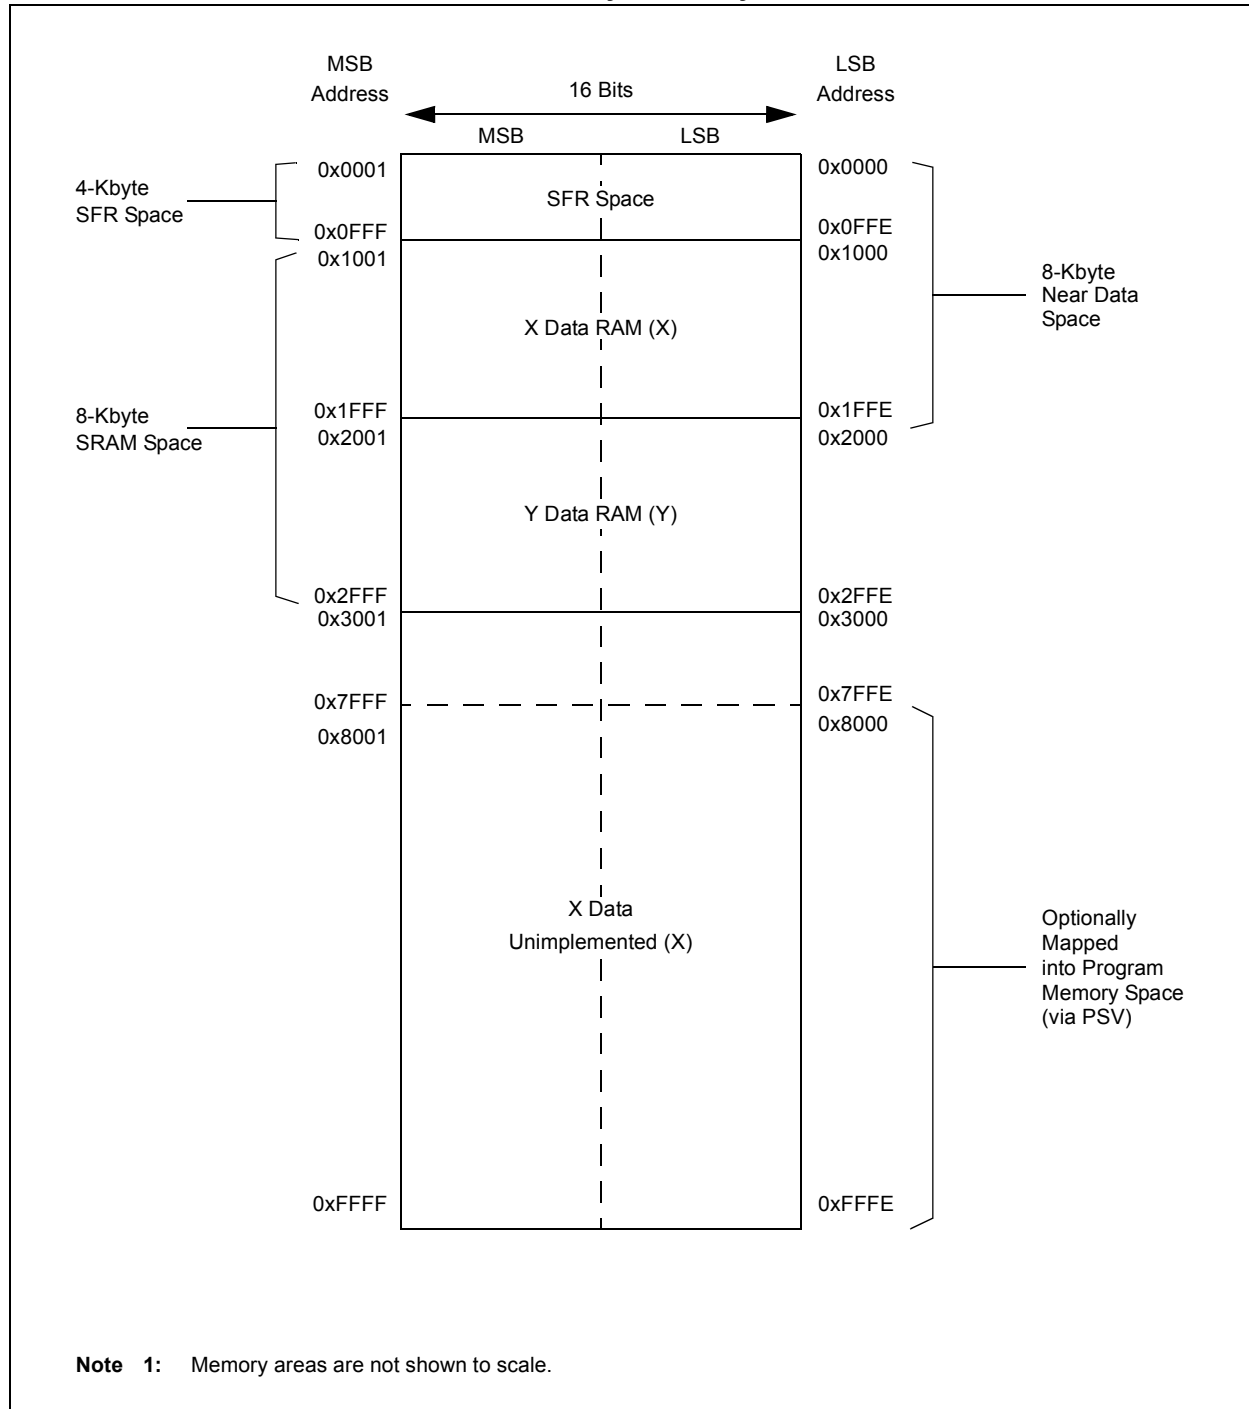 MSB
Address
LSB
Address
16 Bits
MSB
LSB
0x0001
0x0000
4-Kbyte
SFR Space
SFR Space
0x0FFF
0x0FFE
0x1001
0x1000
8-Kbyte
Near Data
Space
X Data RAM (X)
0x1FFF
0x1FFE
8-Kbyte
SRAM Space
0x2001
0x2000
Y Data RAM (Y)
0x2FFF
0x2FFE
0x3001
0x3000
0x7FFF
0x7FFE
0x8001
0x8000
X Data
Unimplemented (X)
Optionally
Mapped
into Program
Memory Space
(via PSV)
0xFFFF
0xFFFE
Note 1: Memory areas are not shown to scale.